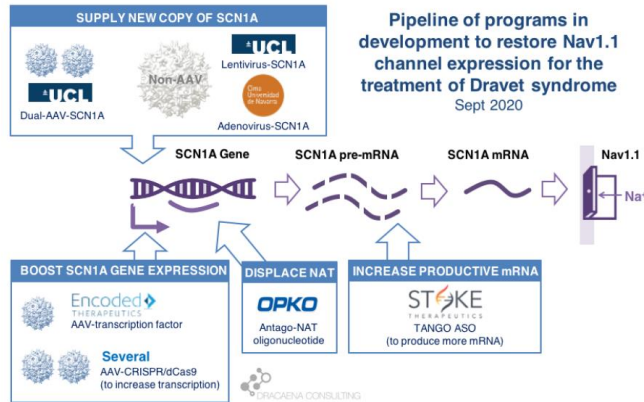 SUPPLY NEW COPY OF SCN1A
UCL
Dual-AAV-SCN1A
Non-AAV
UCL
Lentivirus-SCN1A
Cima
Universidad
de Navarra
Adenovirus-SCN1A
Pipeline of programs in
development to restore Nav1.1
channel expression for the
treatment of Dravet syndrome
Sept 2020
SCN1A Gene
SCN1A pre-mRNA
SCN1A mRNA
Nav1.1
Na
BOOST SCN1A GENE EXPRESSION
Encoded
THERAPEUTICS
AAV-transcription factor
Several
AAV-CRISPR/dCas9
(to increase transcription)
DISPLACE NAT
OPKO
Antago-NAT
oligonucleotide
INCREASE PRODUCTIVE mRNA
STOKE
THERAPEUTICS
TANGO ASO
(to produce more mRNA)
DRACAENA CONSULTING